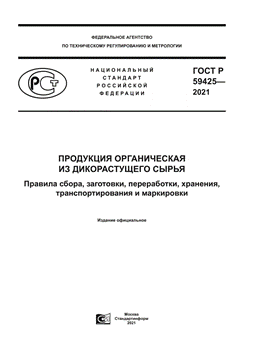 ФЕДЕРАЛЬНОЕ АГЕНТСТВО
ПО ТЕХНИЧЕСКОМУ РЕГУЛИРОВАНИЮ И МЕТРОЛОГИИ
НАЦИОНАЛЬНЫЙ
СТАНДАРТ
РОССИЙСКОЙ
ФЕДЕРАЦИИ
ГОСТ Р
59425—
2021
ПРОДУКЦИЯ ОРГАНИЧЕСКАЯ
ИЗ ДИКОРАСТУЩЕГО СЫРЬЯ
Правила сбора, заготовки, переработки, хранения,
транспортирования и маркировки
Издание официальное
Москва
Стандартинформ
2021